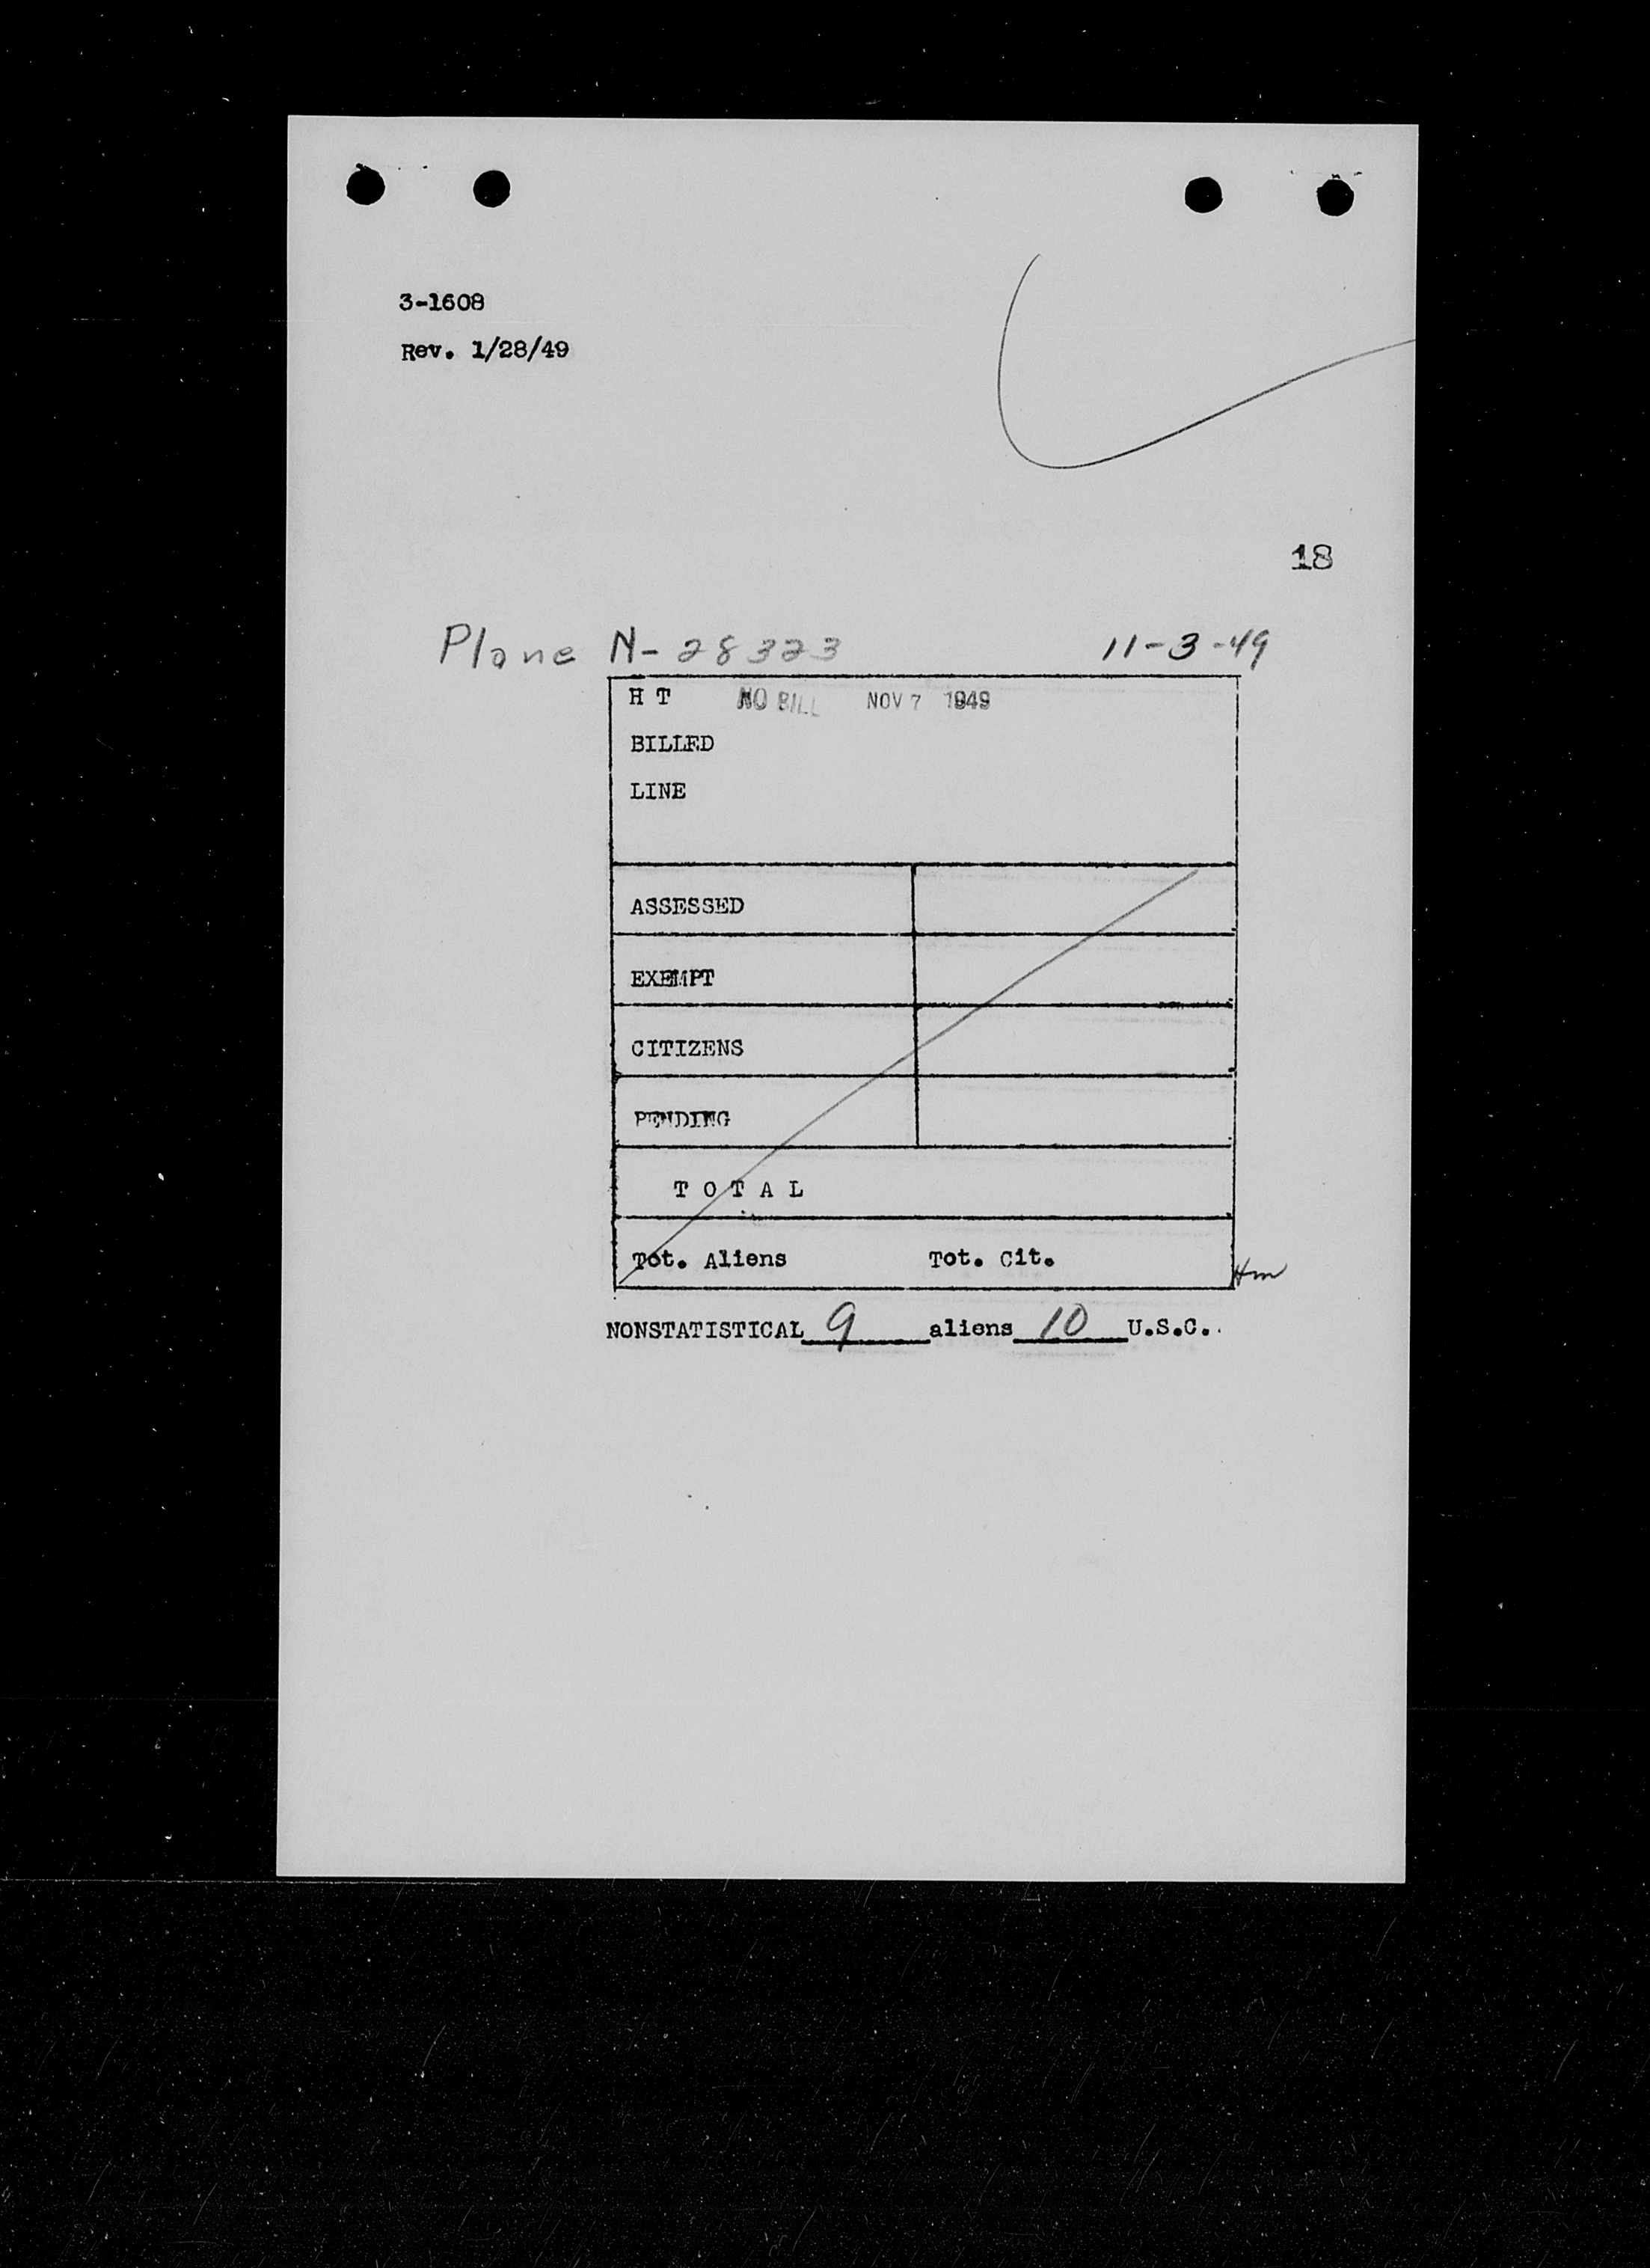 3-1608
Rev. 1/28/49
18
Plane N-28323 11-3-49
H T NO BILL NOV 7 1949
BILLED
LINE
ASSESSED
EXEMPT
CITIZENS
PENDING
T O T A L
Tot. Aliens Tot. Cit.
Hm
NONSTATISTICAL 9 aliens 10 U.S.C.